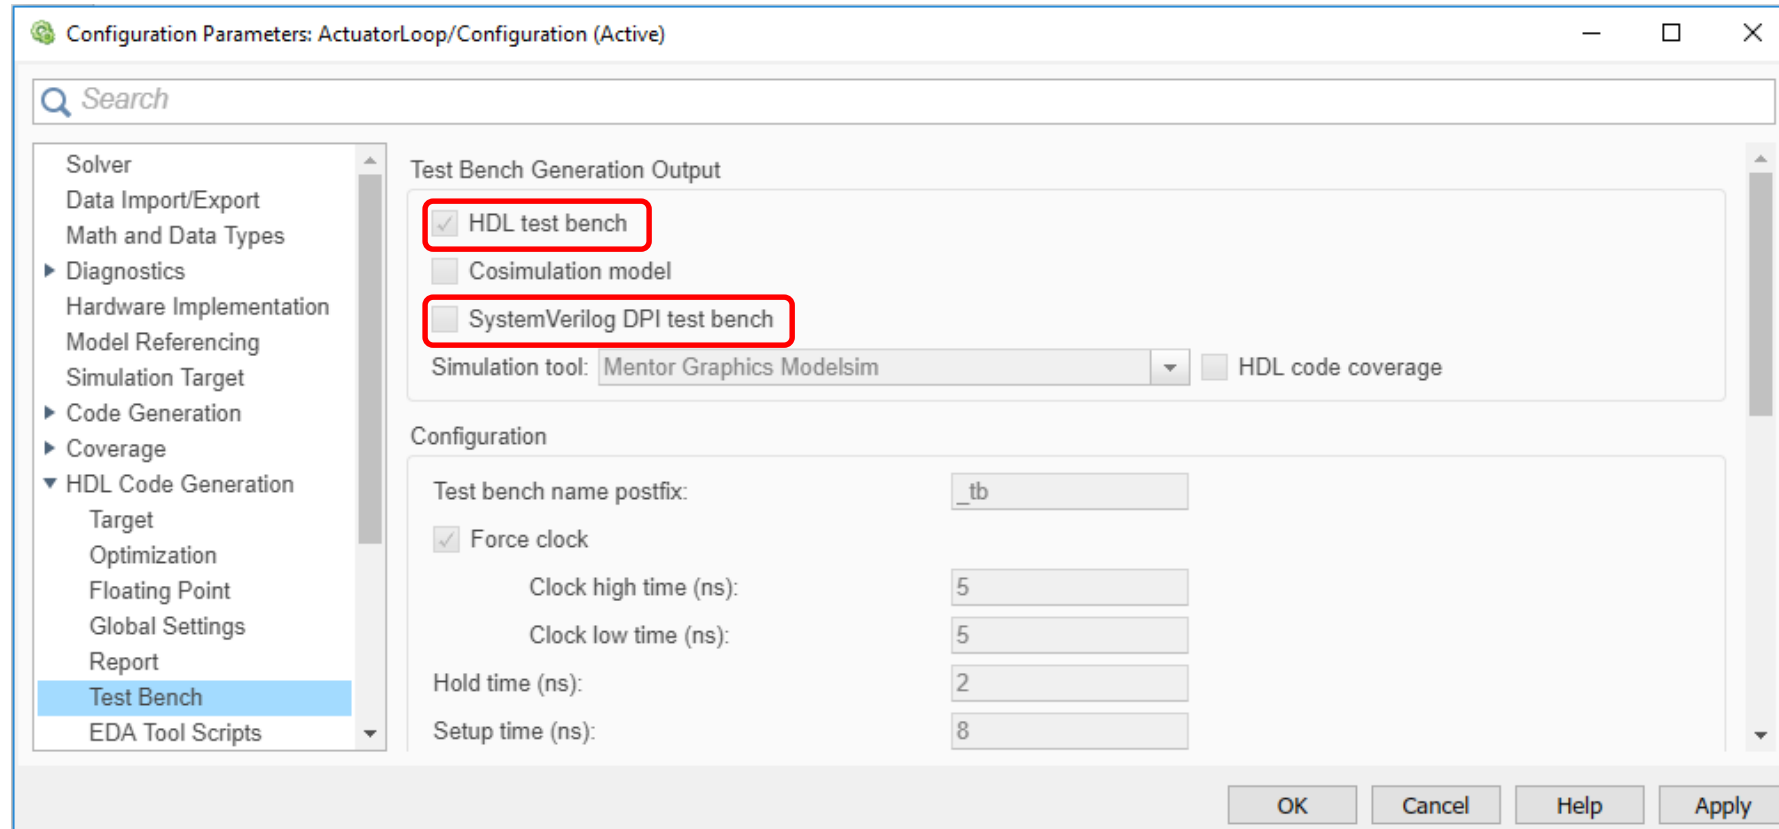 Configuration Parameters: ActuatorLoop/Configuration (Active)
Search
Solver
Data Import/Export
Math and Data Types
Diagnostics
Hardware Implementation
Model Referencing
Simulation Target
Code Generation
Coverage
HDL Code Generation
Target
Optimization
Floating Point
Global Settings
Report
Test Bench
EDA Tool Scripts
Test Bench Generation Output
HDL test bench
Cosimulation model
SystemVerilog DPI test bench
Simulation tool: Mentor Graphics Modelsim HDL code coverage
Configuration
Test bench name postfix: _tb
Force clock
Clock high time (ns): 5
Clock low time (ns): 5
Hold time (ns): 2
Setup time (ns): 8
OK Cancel Help Apply